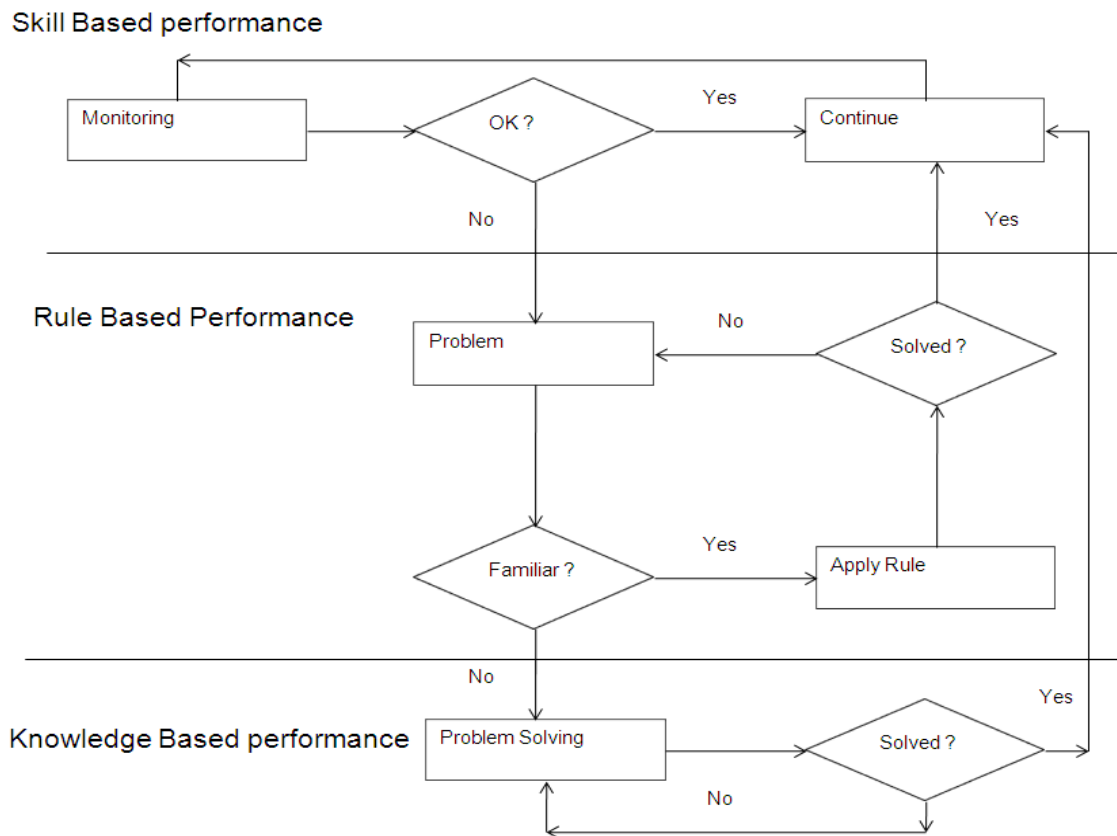 Skill Based performance
Monitoring
OK ?
Yes
Continue
No
Yes
Rule Based Performance
Problem
No
Solved ?
Familiar ?
Yes
Apply Rule
No
Yes
Knowledge Based performance
Problem Solving
Solved ?
No